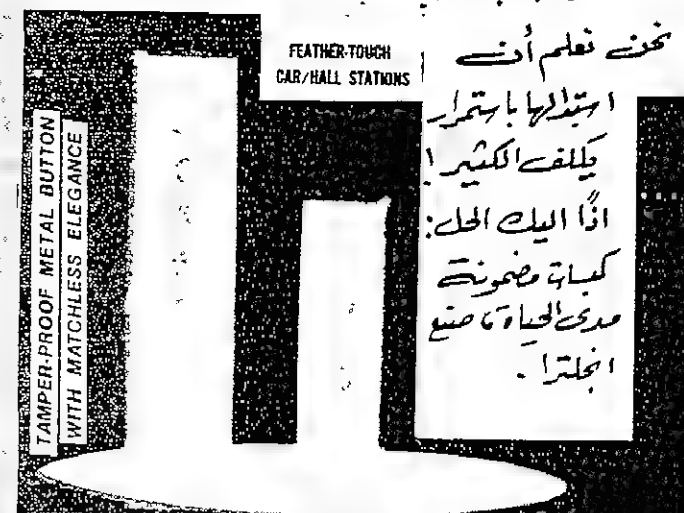 FEATHER-TOUCH
CAR/HALL STATIONS
TAMPER-PROOF METAL BUTTON
WITH MATCHLESS ELEGANCE
نحن نعلم أن
استبدالها باستمرار
يكلف الكثير!
اذًا اليك الحل:
كبسات مضمونة
مدى الحياة، صنع
انجلترا.